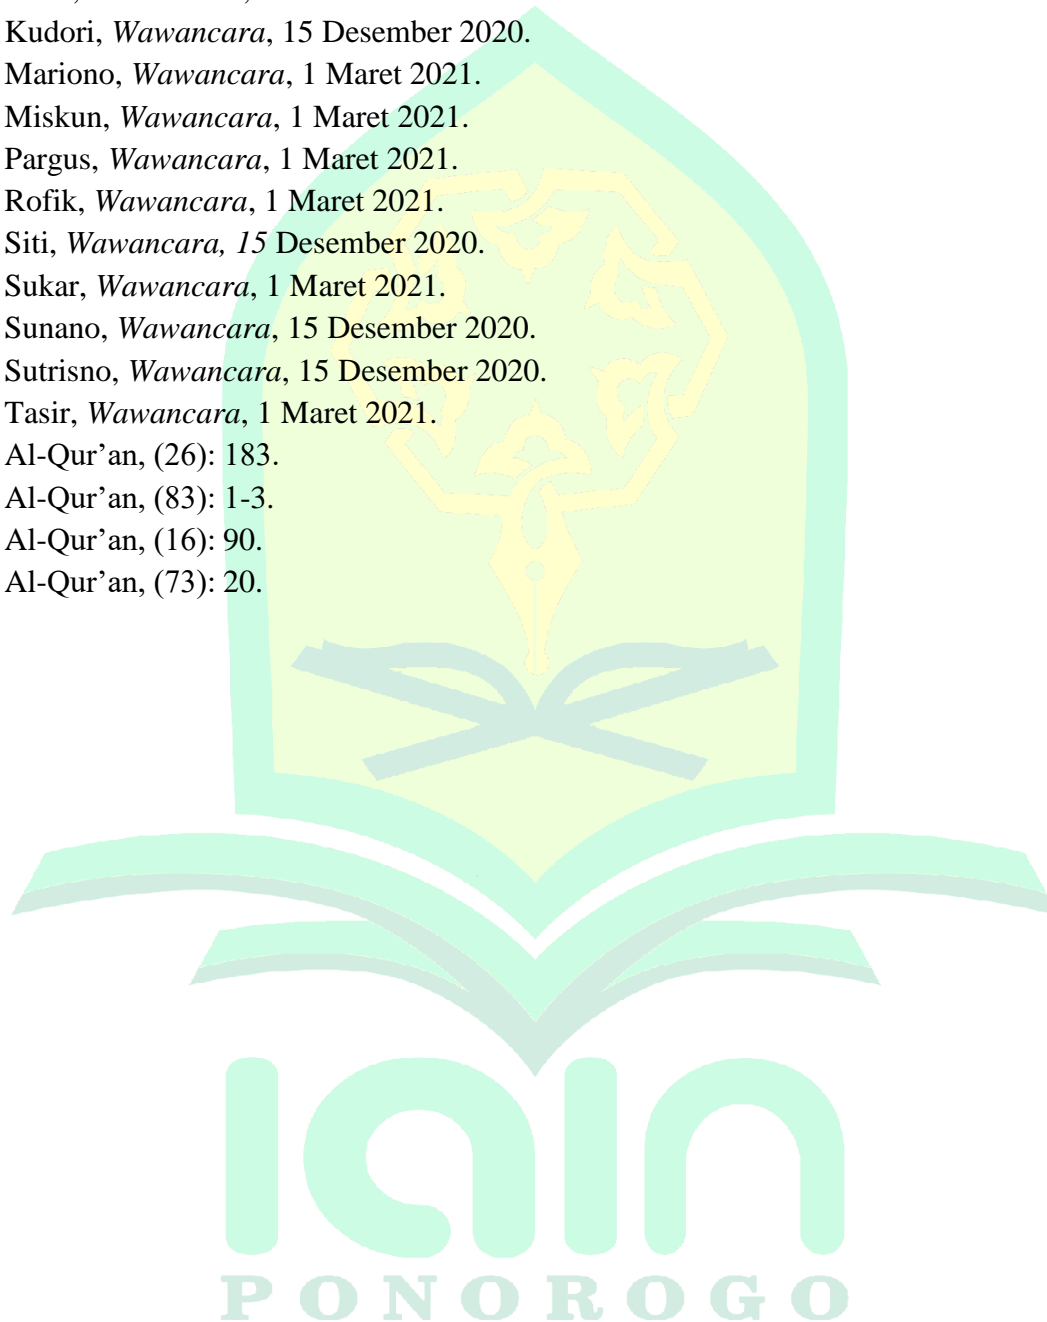 Kudori, Wawancara, 15 Desember 2020.
Mariono, Wawancara, 1 Maret 2021.
Miskun, Wawancara, 1 Maret 2021.
Pargus, Wawancara, 1 Maret 2021.
Rofik, Wawancara, 1 Maret 2021.
Siti, Wawancara, 15 Desember 2020.
Sukar, Wawancara, 1 Maret 2021.
Sunano, Wawancara, 15 Desember 2020.
Sutrisno, Wawancara, 15 Desember 2020.
Tasir, Wawancara, 1 Maret 2021.
Al-Qur’an, (26): 183.
Al-Qur’an, (83): 1-3.
Al-Qur’an, (16): 90.
Al-Qur’an, (73): 20.
iain
PONOROGO